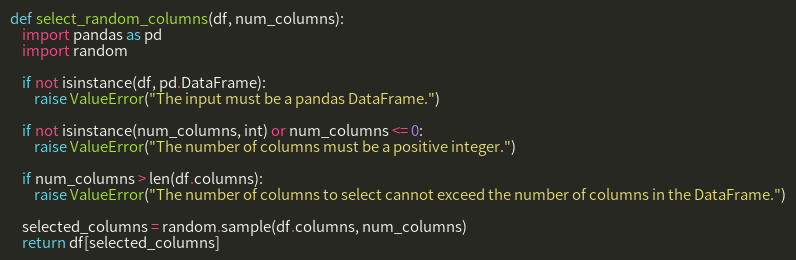 def select_random_columns(df, num_columns):
    import pandas as pd
    import random

    if not isinstance(df, pd.DataFrame):
        raise ValueError("The input must be a pandas DataFrame.")

    if not isinstance(num_columns, int) or num_columns <= 0:
        raise ValueError("The number of columns must be a positive integer.")

    if num_columns > len(df.columns):
        raise ValueError("The number of columns to select cannot exceed the number of columns in the DataFrame.")

    selected_columns = random.sample(df.columns, num_columns)
    return df[selected_columns]